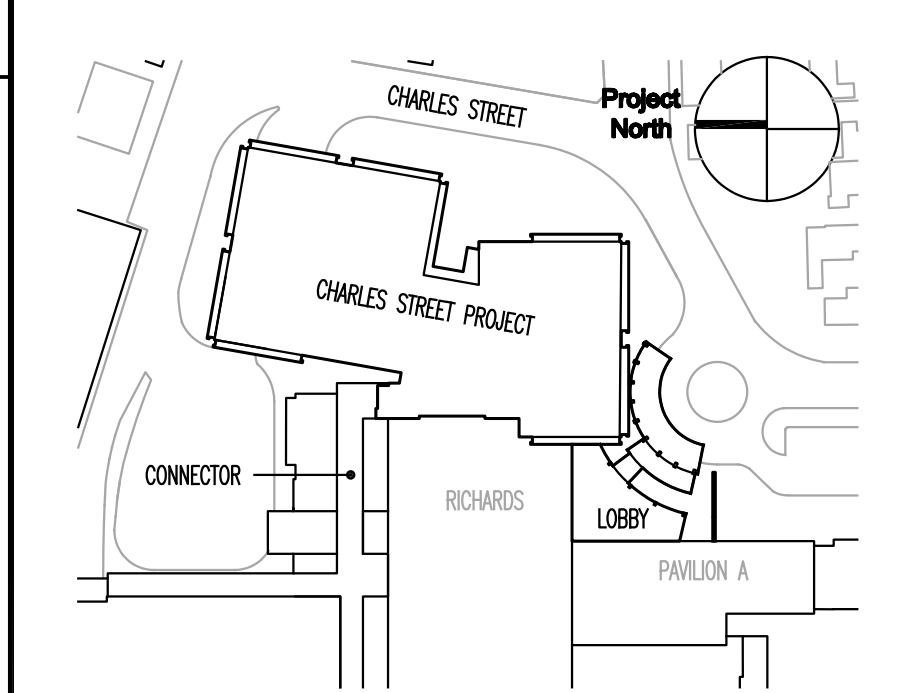 CHARLES STREET
Project
North
CHARLES STREET PROJECT
CONNECTOR
RICHARDS
LOBBY
PAVILION A